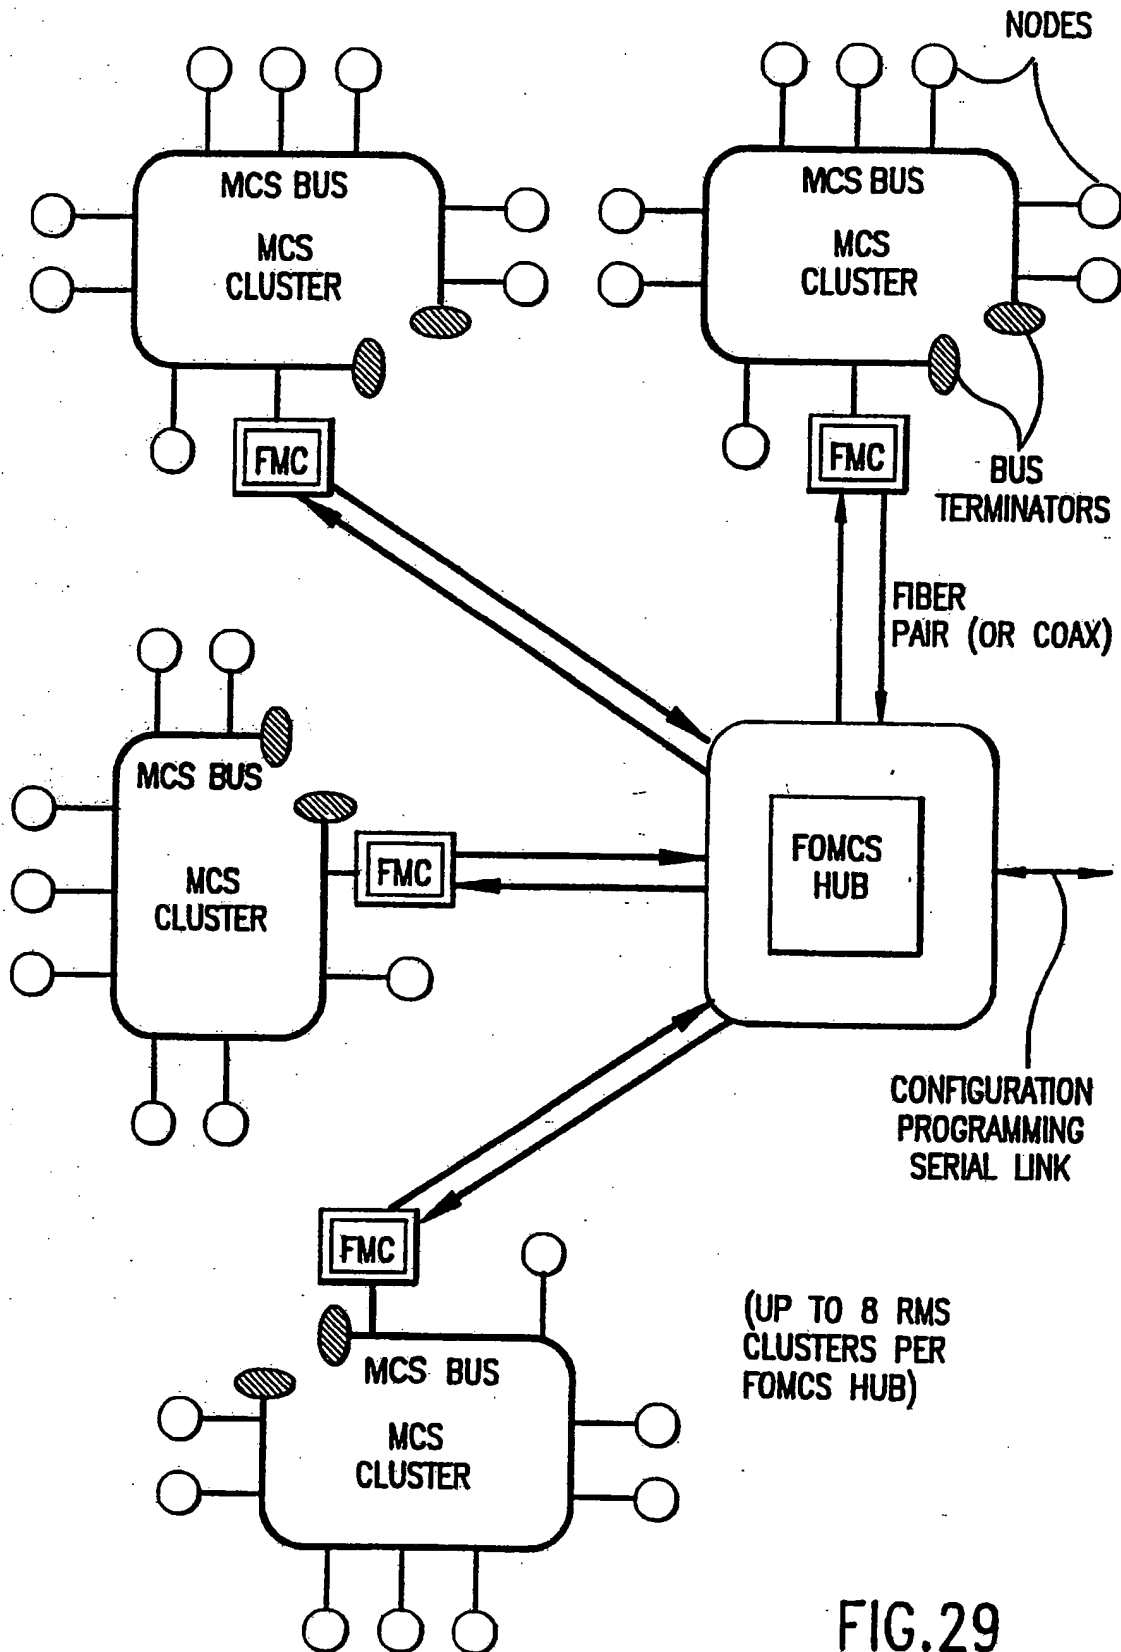 NODES
MCS BUS
MCS
CLUSTER
MCS BUS
MCS
CLUSTER
FMC
FMC
BUS
TERMINATORS
FIBER
PAIR (OR COAX)
MCS BUS
MCS
CLUSTER
FMC
FOMCS
HUB
CONFIGURATION
PROGRAMMING
SERIAL LINK
FMC
MCS BUS
MCS
CLUSTER
(UP TO 8 RMS
CLUSTERS PER
FOMCS HUB)
FIG.29